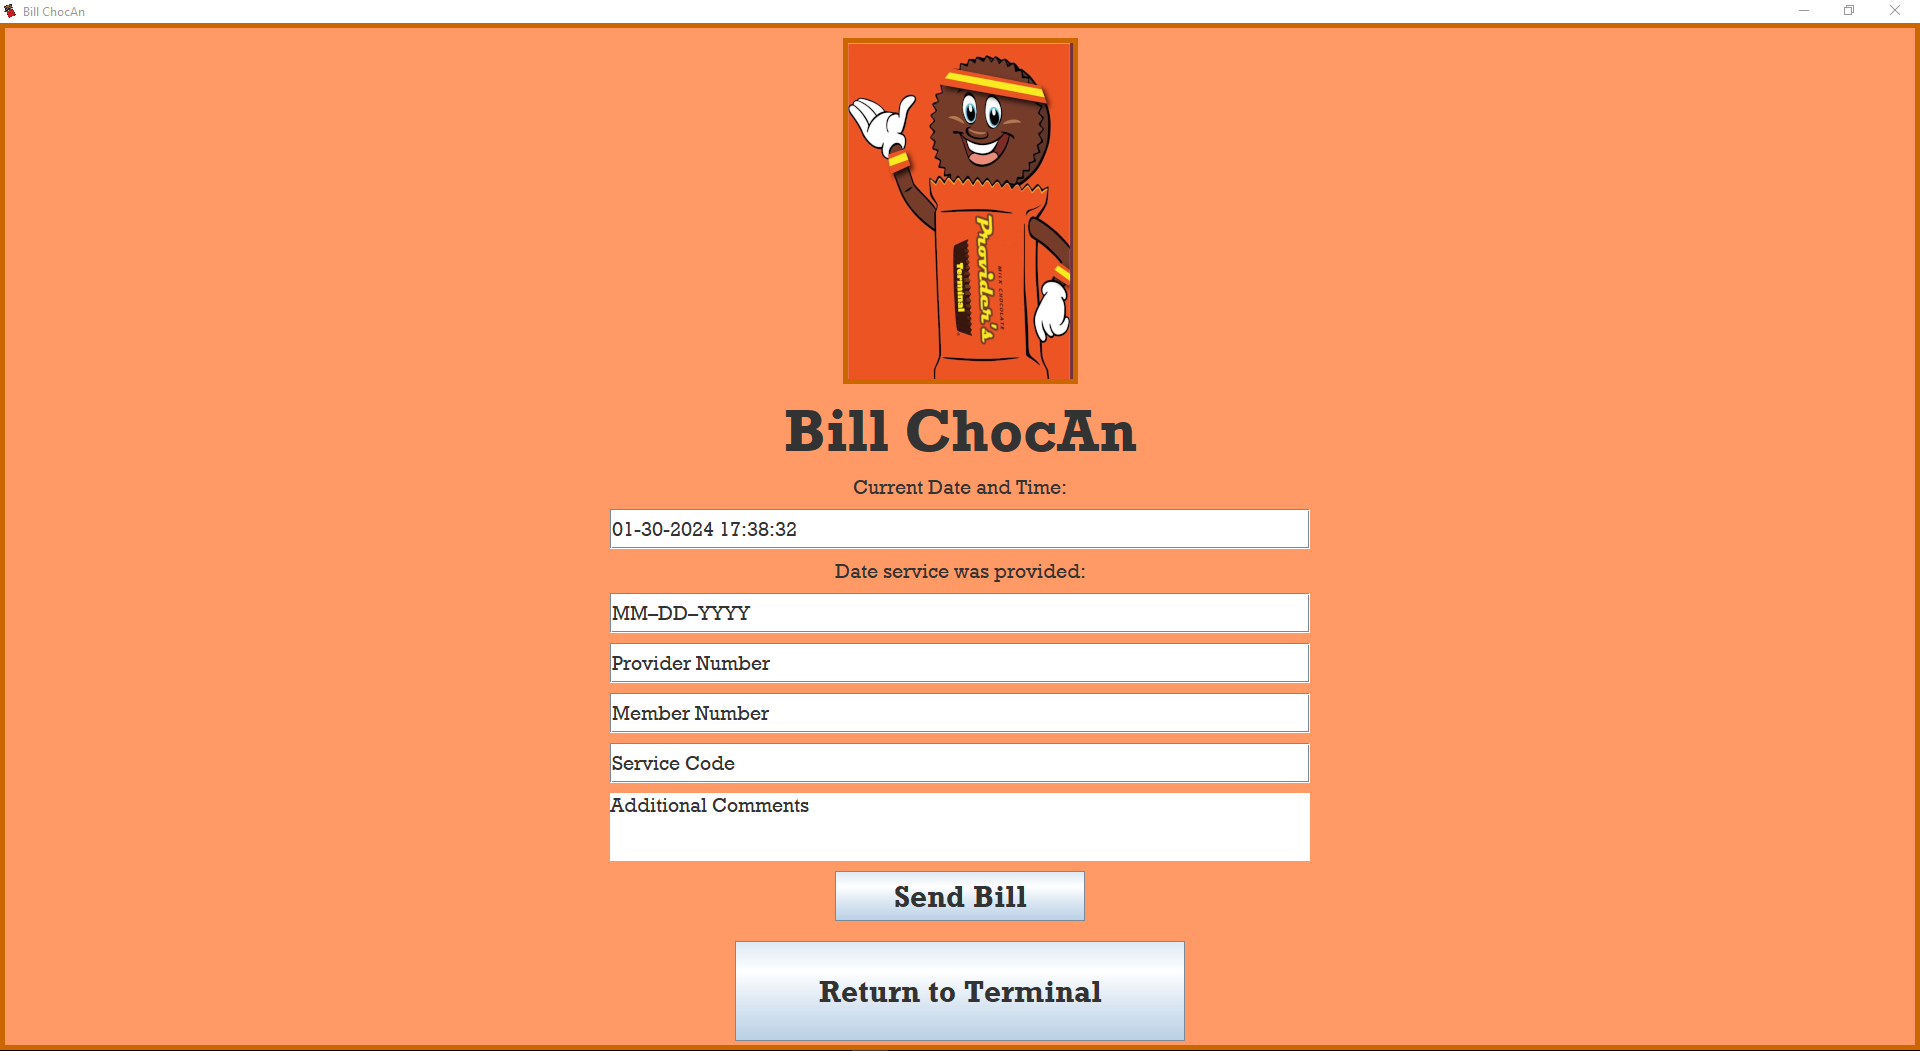 Bill ChocAn
MILK CHOCOLATE
Provider's
Terminal
Bill ChocAn
Current Date and Time:
01-30-2024 17:38:32
Date service was provided:
MM–DD–YYYY
Provider Number
Member Number
Service Code
Additional Comments
Send Bill
Return to Terminal